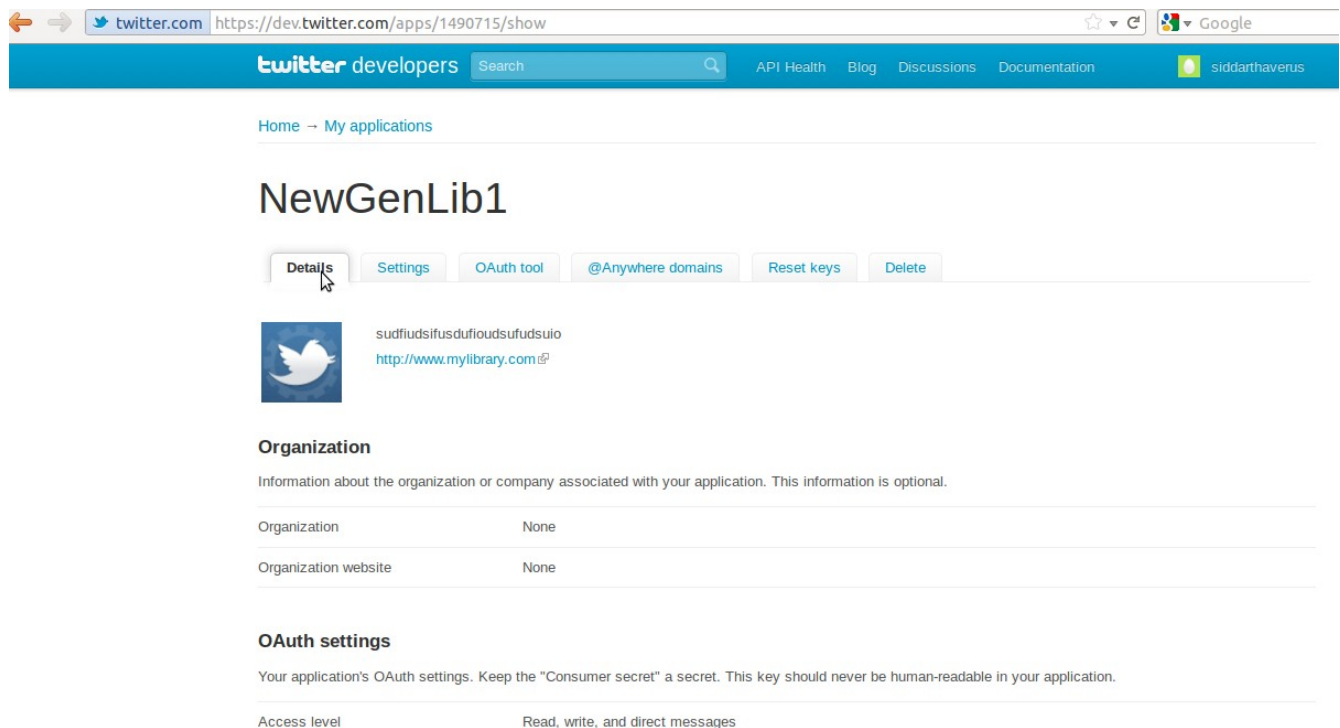 twitter.com https://dev.twitter.com/apps/1490715/show Google
twitter developers Search API Health Blog Discussions Documentation siddarthaverus
Home → My applications
NewGenLib1
Details Settings OAuth tool @Anywhere domains Reset keys Delete
sudfiudsifusdufioudsufudsuio
http://www.mylibrary.com
Organization
Information about the organization or company associated with your application. This information is optional.
Organization None
Organization website None
OAuth settings
Your application's OAuth settings. Keep the "Consumer secret" a secret. This key should never be human-readable in your application.
Access level Read, write, and direct messages